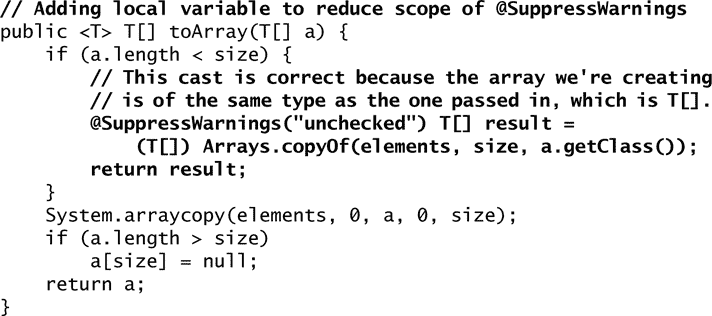 // Adding local variable to reduce scope of @SuppressWarnings
public <T> T[] toArray(T[] a) {
    if (a.length < size) {
        // This cast is correct because the array we're creating
        // is of the same type as the one passed in, which is T[].
        @SuppressWarnings("unchecked") T[] result =
            (T[]) Arrays.copyOf(elements, size, a.getClass());
        return result;
    }
    System.arraycopy(elements, 0, a, 0, size);
    if (a.length > size)
        a[size] = null;
    return a;
}